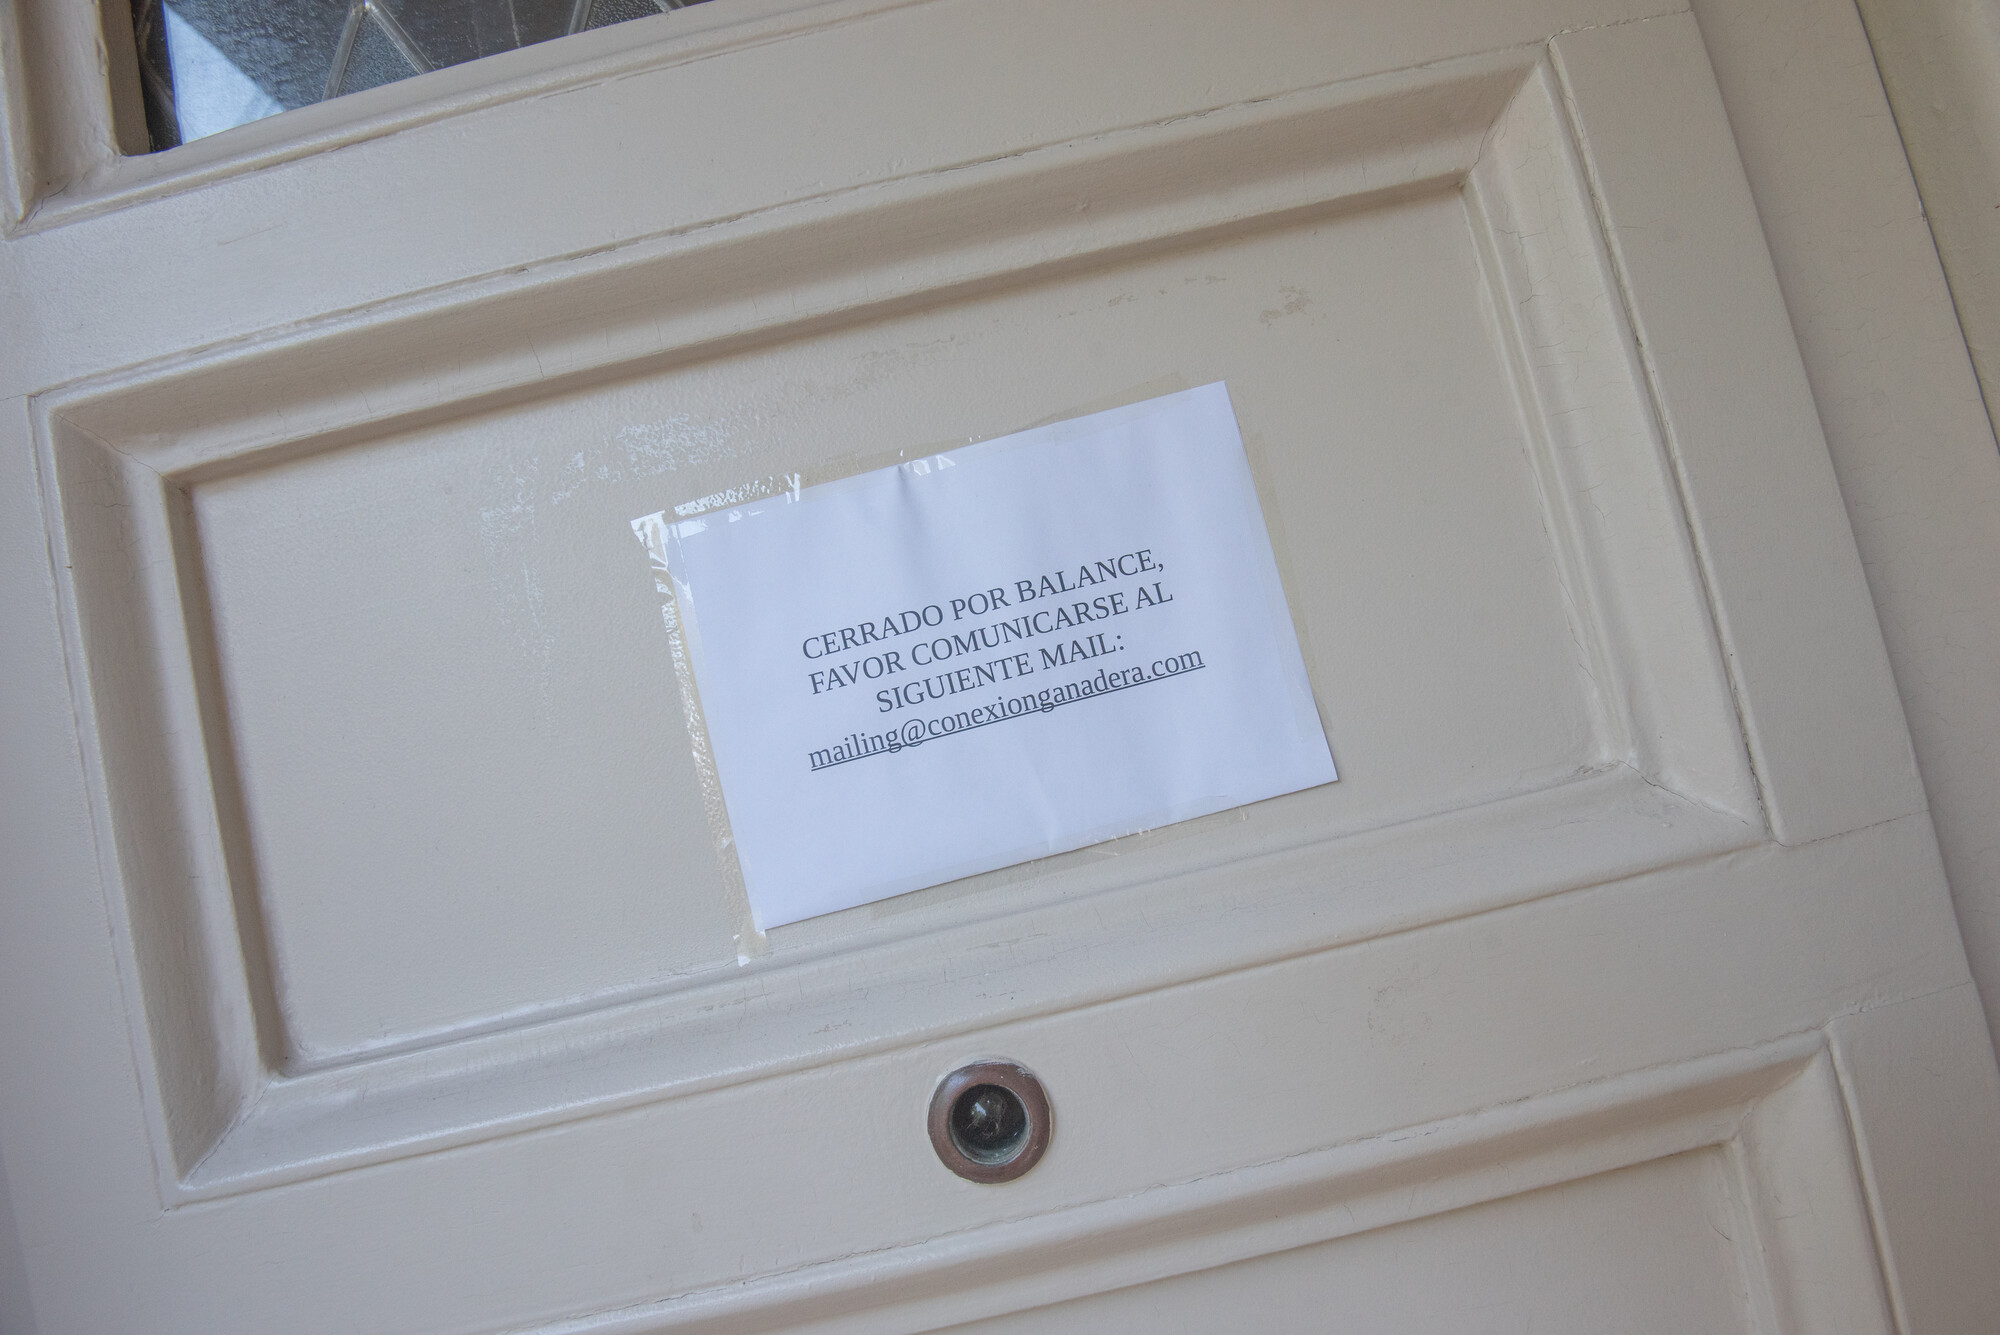 CERRADO POR BALANCE,
FAVOR COMUNICARSE AL
SIGUIENTE MAIL:
mailing@conexionganadera.com